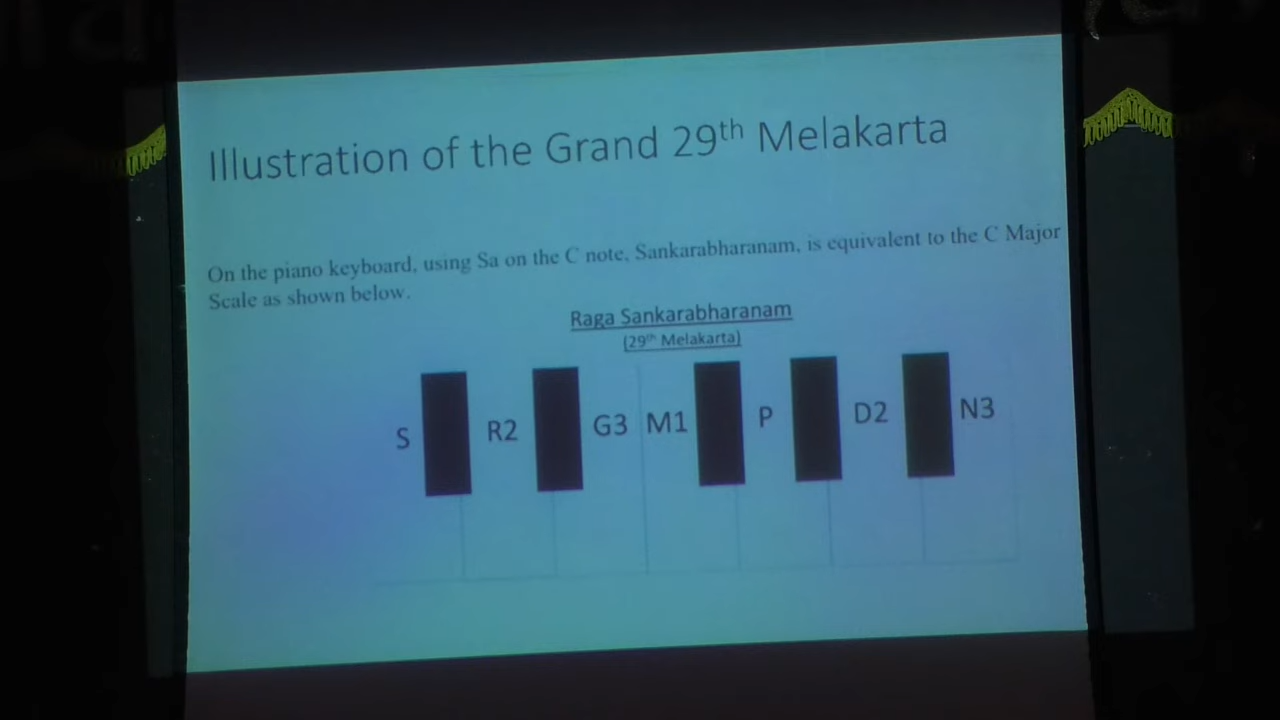 Illustration of the Grand 29th Melakarta
On the piano keyboard, using Sa on the C note, Sankarabharanam, is equivalent to the C Major
Scale as shown below.
Raga Sankarabharanam
(29th Melakarta)
S R2 G3 M1 P D2 N3